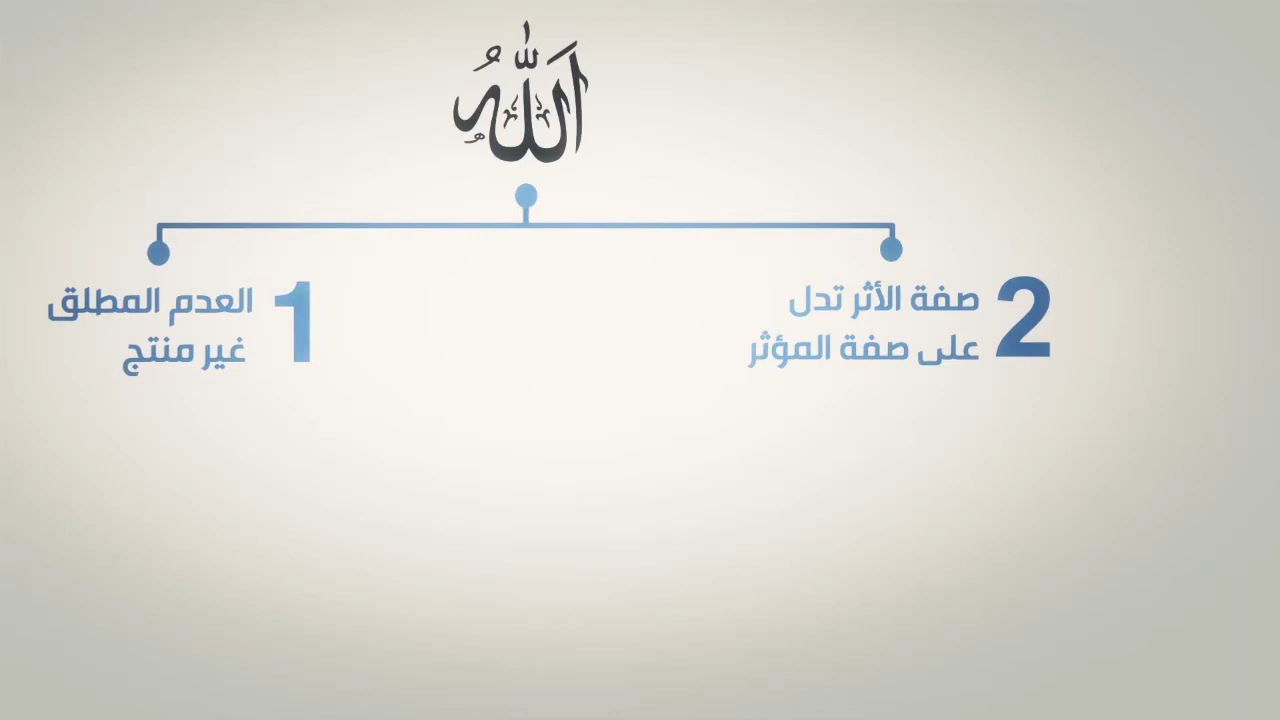 اللهُ
1
العدم المطلق
غير منتج
2
صفة الأثر تدل
على صفة المؤثر